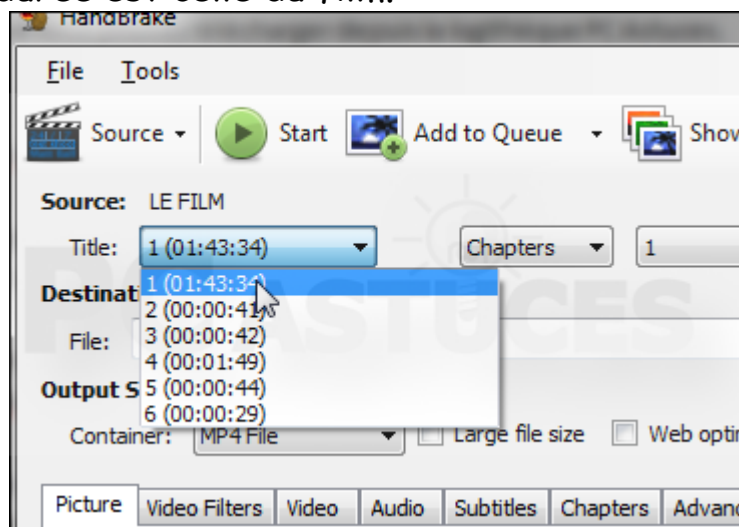 HandBrake
File Tools
Source Start Add to Queue Show
Source: LE FILM
Title: 1 (01:43:34) Chapters 1
1 (01:43:34)
Destinat
2 (00:00:41)
3 (00:00:42)
File:
4 (00:01:49)
Output S 5 (00:00:44)
6 (00:00:29)
Container: MP4 File Large file size Web opti
Picture Video Filters Video Audio Subtitles Chapters Advanc